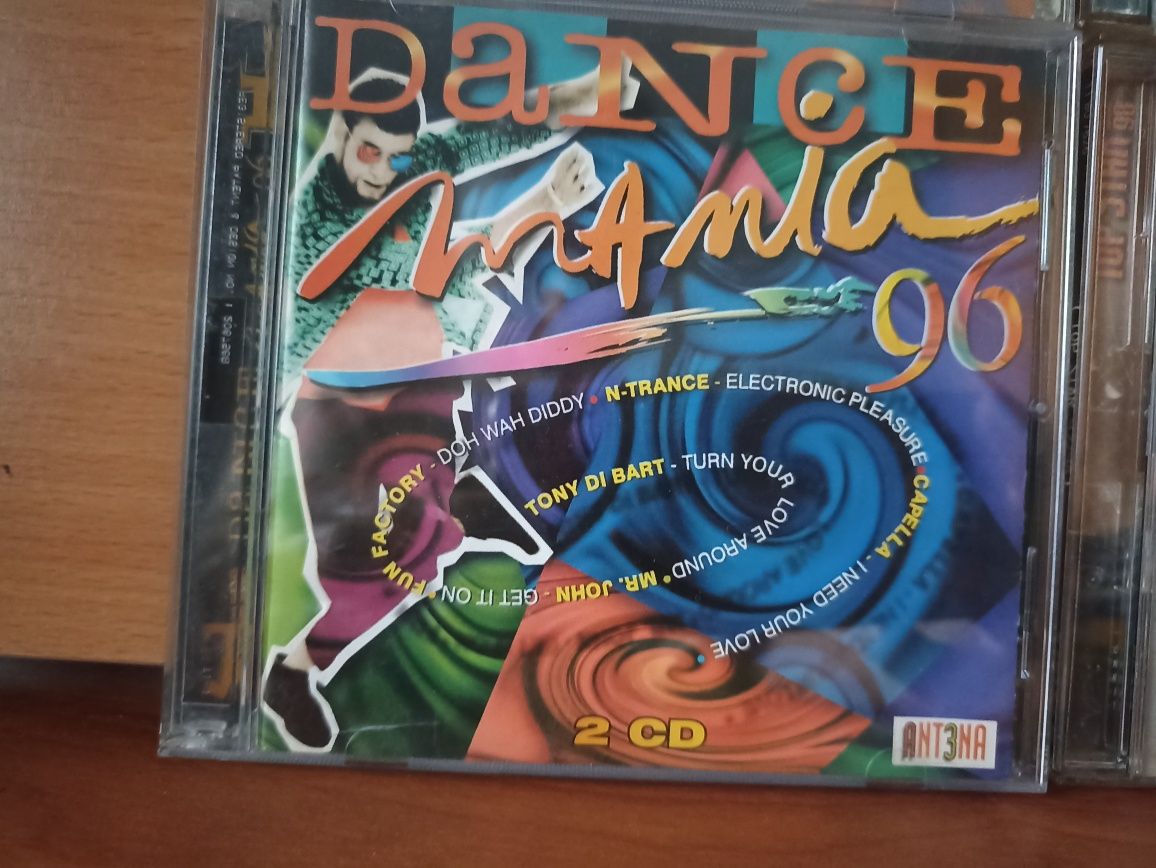 DaNcE
mANia
96
FUN FACTORY - DOH WAH DIDDY • N-TRANCE - ELECTRONIC PLEASURE • CAPELLA - I NEED YOUR LOVE •
TONY DI BART - TURN YOUR LOVE AROUND • MR. JOHN - GET IT ON •
2 CD
ANT3NA